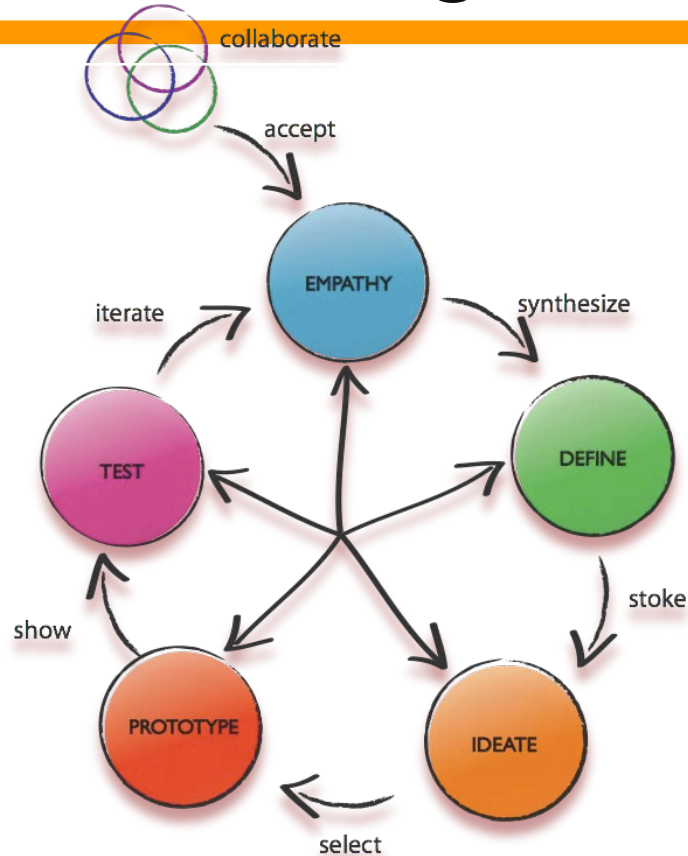 collaborate
accept
EMPATHY
iterate
synthesize
TEST
DEFINE
stoke
show
PROTOTYPE
IDEATE
select